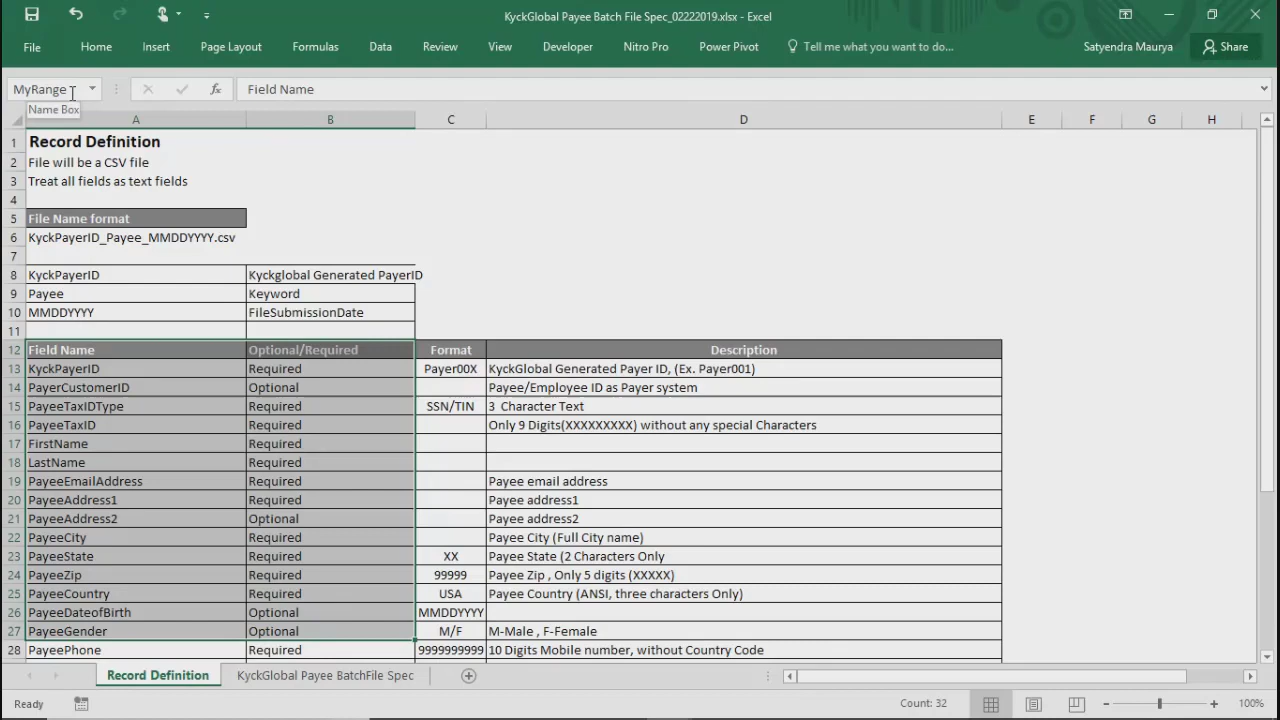 KyckGlobal Payee Batch File Spec_02222019.xlsx - Excel
File Home Insert Page Layout Formulas Data Review View Developer Nitro Pro Power Pivot Tell me what you want to do... Satyendra Maurya Share
MyRange fx Field Name
Name Box
A B C D E F G H
1 Record Definition
2 File will be a CSV file
3 Treat all fields as text fields
4
5 File Name format
6 KyckPayerID_Payee_MMDDYYYY.csv
7
8 KyckPayerID Kyckglobal Generated PayerID
9 Payee Keyword
10 MMDDYYYY FileSubmissionDate
11
12 Field Name Optional/Required Format Description
13 KyckPayerID Required Payer00X KyckGlobal Generated Payer ID, (Ex. Payer001)
14 PayerCustomerID Optional Payee/Employee ID as Payer system
15 PayeeTaxIDType Required SSN/TIN 3 Character Text
16 PayeeTaxID Required Only 9 Digits(XXXXXXXXX) without any special Characters
17 FirstName Required
18 LastName Required
19 PayeeEmailAddress Required Payee email address
20 PayeeAddress1 Required Payee address1
21 PayeeAddress2 Optional Payee address2
22 PayeeCity Required Payee City (Full City name)
23 PayeeState Required XX Payee State (2 Characters Only
24 PayeeZip Required 99999 Payee Zip , Only 5 digits (XXXXX)
25 PayeeCountry Required USA Payee Country (ANSI, three characters Only)
26 PayeeDateofBirth Optional MMDDYYYY
27 PayeeGender Optional M/F M-Male , F-Female
28 PayeePhone Required 9999999999 10 Digits Mobile number, without Country Code
Record Definition KyckGlobal Payee BatchFile Spec
Ready Count: 32 100%